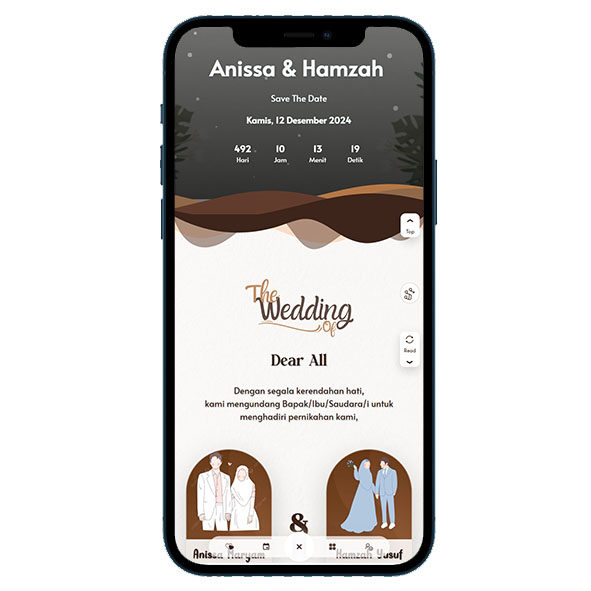 Anissa & Hamzah
Save The Date
Kamis, 12 Desember 2024
492 10 13 19
Hari Jam Menit Detik
Top
The
Wedding
Of
Read
Dear All
Dengan segala kerendahan hati,
kami mengundang Bapak/Ibu/Saudara/i untuk
menghadiri pernikahan kami,
&
Anissa Maryam
Hamzah Yusuf